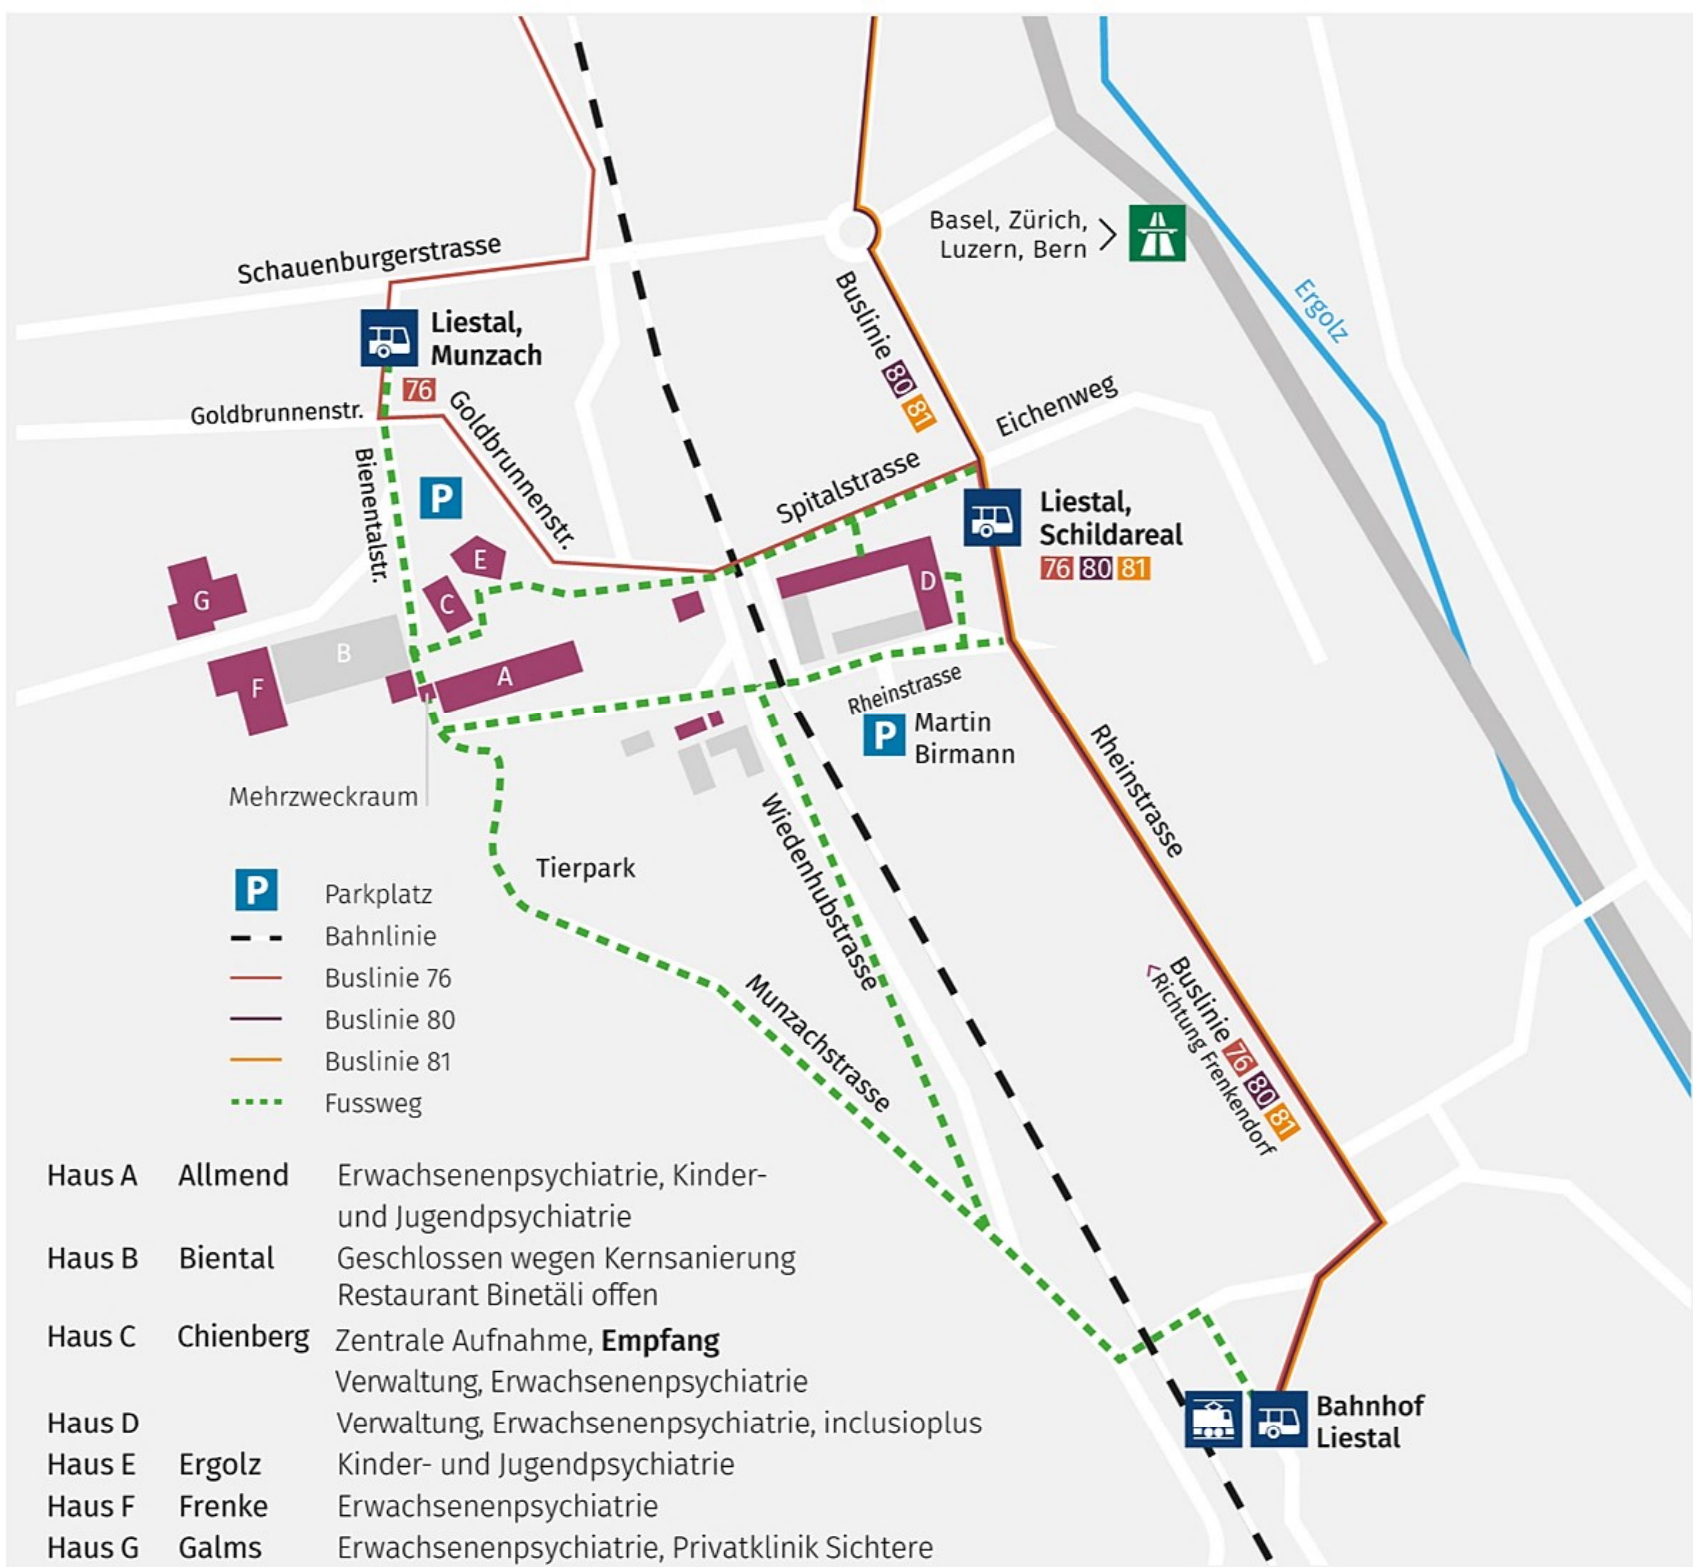 Schauenburgerstrasse
Basel, Zürich,
Luzern, Bern
Ergolz
Liestal,
Munzach
76
Buslinie 80 81
Goldbrunnenstr.
Goldbrunnenstr.
Eichenweg
Bienentalstr.
P
Spitalstrasse
Liestal,
Schildareal
76 80 81
E
G
C
D
B
F
A
Rheinstrasse
P
Martin
Birmann
Rheinstrasse
Mehrzweckraum
Wiedenhubstrasse
Tierpark
Munzachstrasse
Buslinie 76 80 81
<Richtung Frenkendorf
P Parkplatz
Bahnlinie
Buslinie 76
Buslinie 80
Buslinie 81
Fussweg
Haus A Allmend Erwachsenenpsychiatrie, Kinder-
und Jugendpsychiatrie
Haus B Biental Geschlossen wegen Kernsanierung
Restaurant Binetäli offen
Haus C Chienberg Zentrale Aufnahme, Empfang
Verwaltung, Erwachsenenpsychiatrie
Haus D Verwaltung, Erwachsenenpsychiatrie, inclusioplus
Haus E Ergolz Kinder- und Jugendpsychiatrie
Haus F Frenke Erwachsenenpsychiatrie
Haus G Galms Erwachsenenpsychiatrie, Privatklinik Sichtere
Bahnhof
Liestal